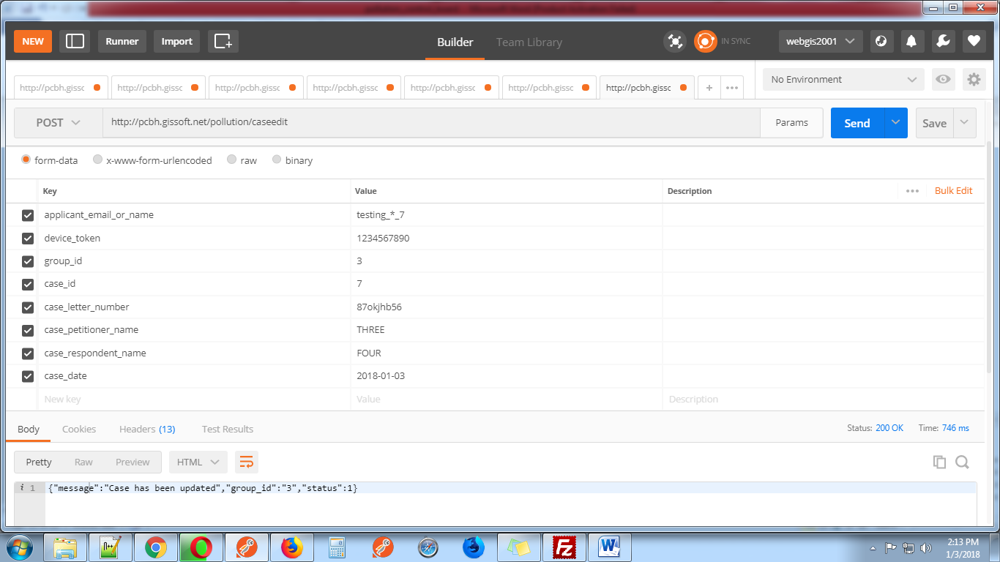 NEW Runner Import Builder Team Library IN SYNC webgis2001
http://pcbh.gissc http://pcbh.gissc http://pcbh.gissc http://pcbh.gissc http://pcbh.gissc http://pcbh.gissc http://pcbh.gissc + No Environment
POST http://pcbh.gissoft.net/pollution/caseedit Params Send Save
form-data x-www-form-urlencoded raw binary
Key Value Description Bulk Edit
applicant_email_or_name testing_*_7
device_token 1234567890
group_id 3
case_id 7
case_letter_number 87okjhb56
case_petitioner_name THREE
case_respondent_name FOUR
case_date 2018-01-03
New key Value Description
Body Cookies Headers (13) Test Results Status: 200 OK Time: 746 ms
Pretty Raw Preview HTML
i 1 {"message":"Case has been updated","group_id":"3","status":1}
2:13 PM
1/3/2018